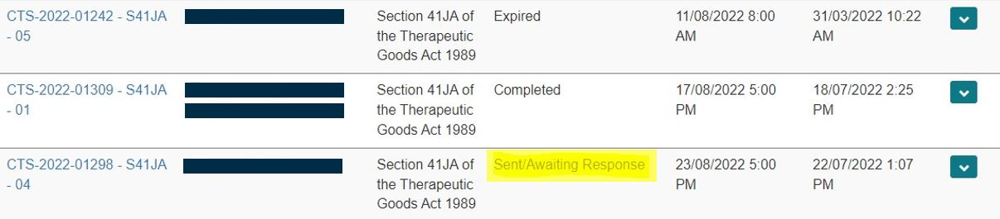 CTS-2022-01242 - S41JA Section 41JA of Expired 11/08/2022 8:00 31/03/2022 10:22
- 05 the Therapeutic AM AM
Goods Act 1989
CTS-2022-01309 - S41JA Section 41JA of Completed 17/08/2022 5:00 18/07/2022 2:25
- 01 the Therapeutic PM PM
Goods Act 1989
CTS-2022-01298 - S41JA Section 41JA of Sent/Awaiting Response 23/08/2022 5:00 22/07/2022 1:07
- 04 the Therapeutic PM PM
Goods Act 1989